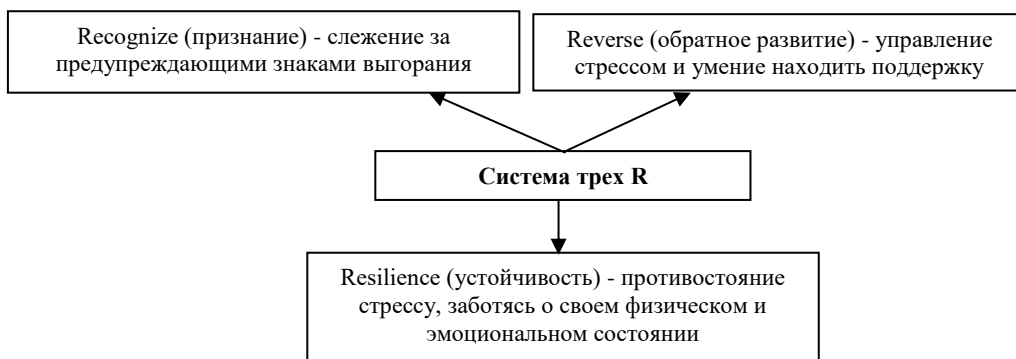 Recognize (признание) - слежение за
предупреждающими знаками выгорания
Reverse (обратное развитие) - управление
стрессом и умение находить поддержку
Система трех R
Resilience (устойчивость) - противостояние
стрессу, заботясь о своем физическом и
эмоциональном состоянии